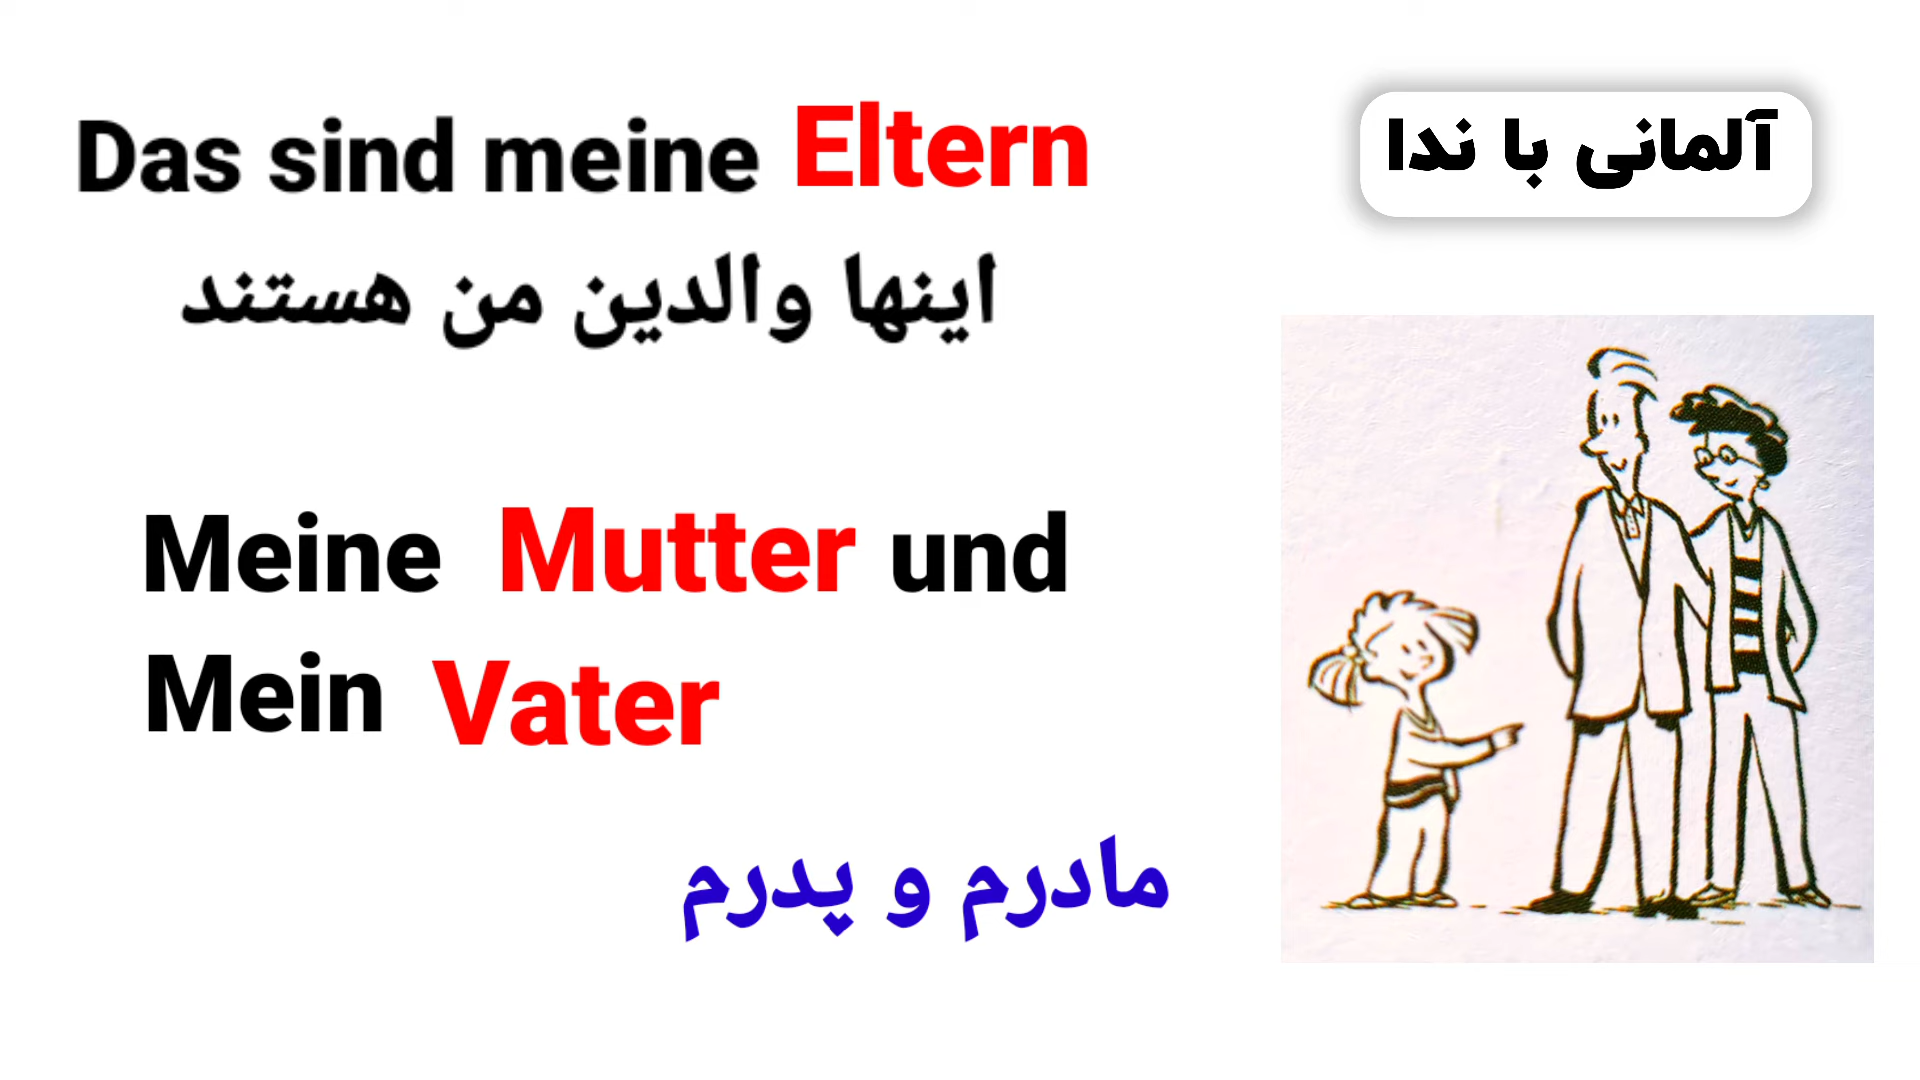 Das sind meine Eltern
اینها والدین من هستند
Meine Mutter und
Mein Vater
مادرم و پدرم
آلمانی با ندا